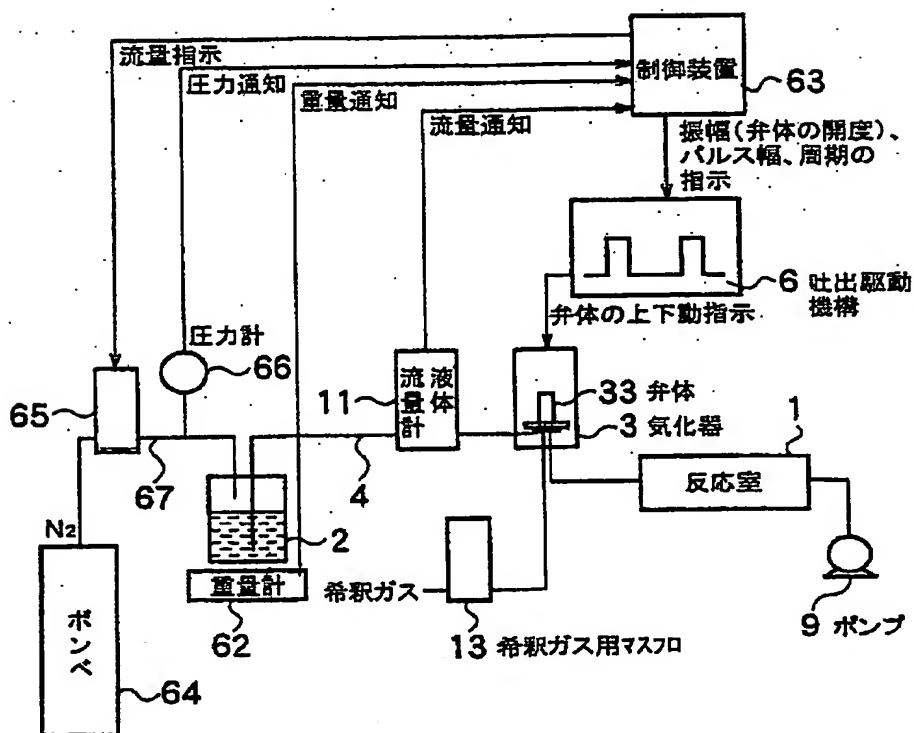 流量指示
圧力通知
重量通知
流量通知
制御装置
63
振幅(弁体の開度)、
パルス幅、周期の
指示
6 吐出駆動
機構
弁体の上下動指示
圧力計
66
65
11
液体
流量計
33 弁体
3 気化器
1
反応室
67
4
N2
2
重量計
62
希釈ガス
13 希釈ガス用マスフロ
9 ポンプ
ボンベ
64